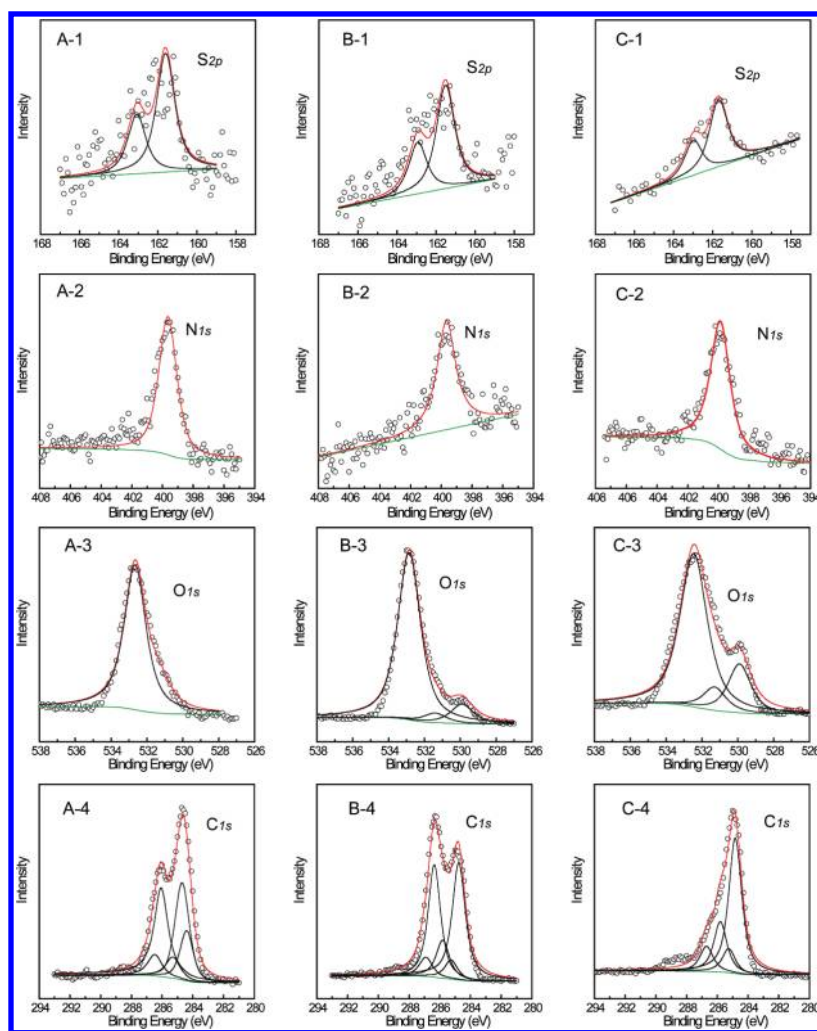 A-1
S2p
Intensity
168 166 164 162 160 158
Binding Energy (eV)
B-1
S2p
Intensity
168 166 164 162 160 158
Binding Energy (eV)
C-1
S2p
Intensity
168 166 164 162 160 158
Binding Energy (eV)
A-2
N1s
Intensity
408 406 404 402 400 398 396 394
Binding Energy (eV)
B-2
N1s
Intensity
408 406 404 402 400 398 396 394
Binding Energy (eV)
C-2
N1s
Intensity
408 406 404 402 400 398 396 394
Binding Energy (eV)
A-3
O1s
Intensity
538 536 534 532 530 528 526
Binding Energy (eV)
B-3
O1s
Intensity
538 536 534 532 530 528 526
Binding Energy (eV)
C-3
O1s
Intensity
538 536 534 532 530 528 526
Binding Energy (eV)
A-4
C1s
Intensity
294 292 290 288 286 284 282 280
Binding Energy (eV)
B-4
C1s
Intensity
294 292 290 288 286 284 282 280
Binding Energy (eV)
C-4
C1s
Intensity
294 292 290 288 286 284 282 280
Binding Energy (eV)